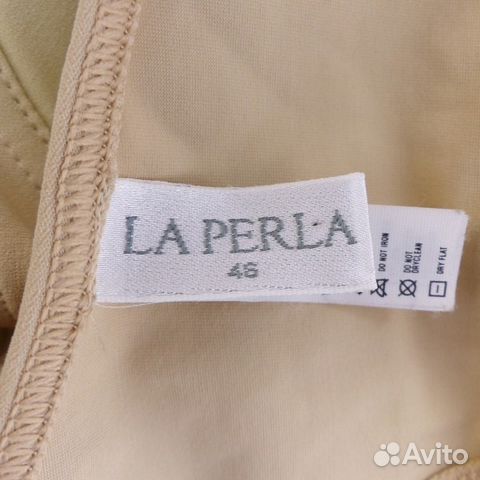 LA PERLA
46
DO NOT IRON
DO NOT DRYCLEAN
DRY FLAT
Avito